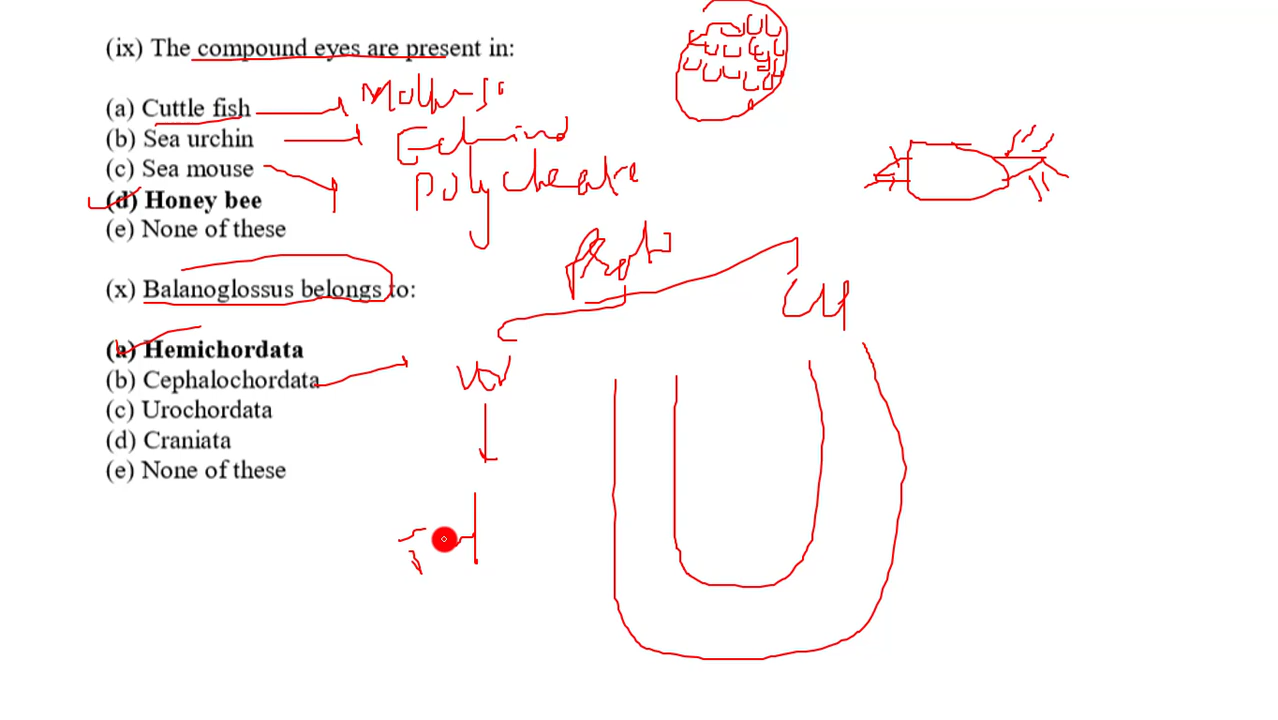 (ix) The compound eyes are present in:
(a) Cuttle fish
(b) Sea urchin
(c) Sea mouse
(d) Honey bee
(e) None of these
(x) Balanoglossus belongs to:
(a) Hemichordata
(b) Cephalochordata
(c) Urochordata
(d) Craniata
(e) None of these